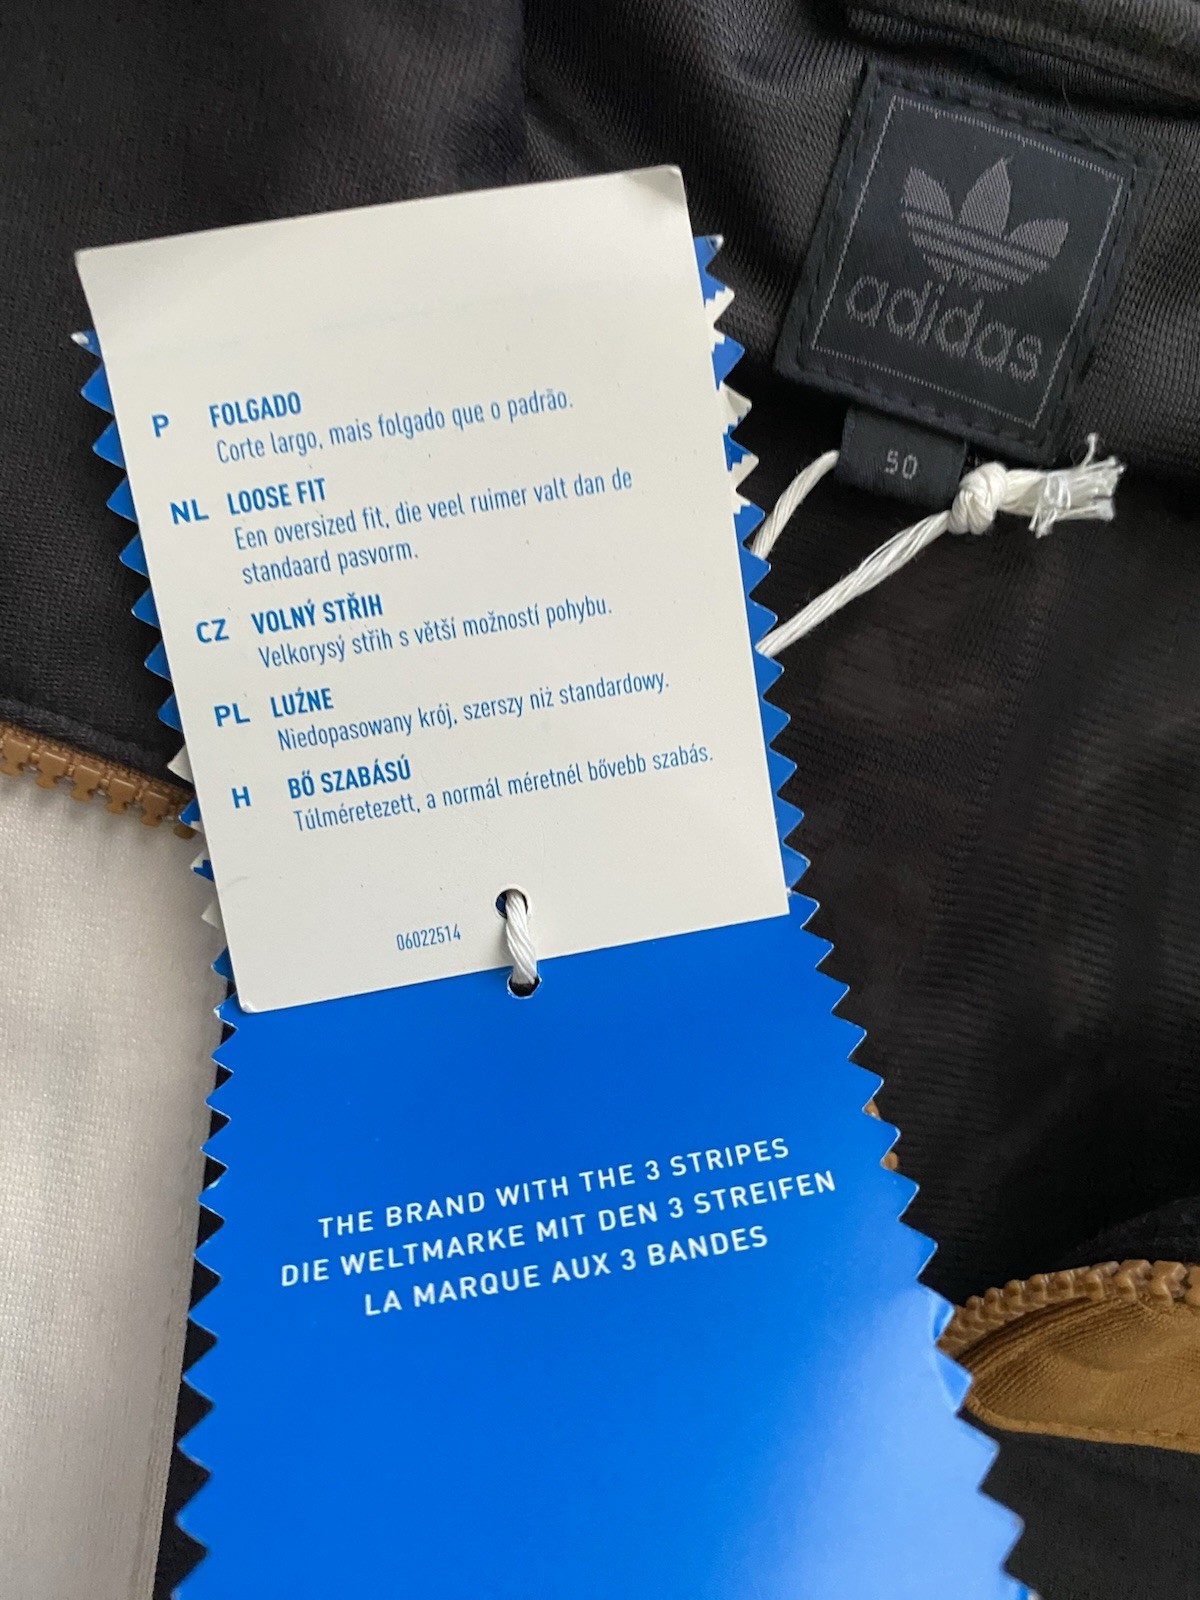 adidas
50
P FOLGADO
Corte largo, mais folgado que o padrão.
NL LOOSE FIT
Een oversized fit, die veel ruimer valt dan de
standaard pasvorm.
CZ VOLNÝ STŘIH
Velkorysý střih s větší možností pohybu.
PL LUŹNE
Niedopasowany krój, szerszy niż standardowy.
H BŐ SZABÁSÚ
Túlméretezett, a normál méretnél bővebb szabás.
06022514
THE BRAND WITH THE 3 STRIPES
DIE WELTMARKE MIT DEN 3 STREIFEN
LA MARQUE AUX 3 BANDES